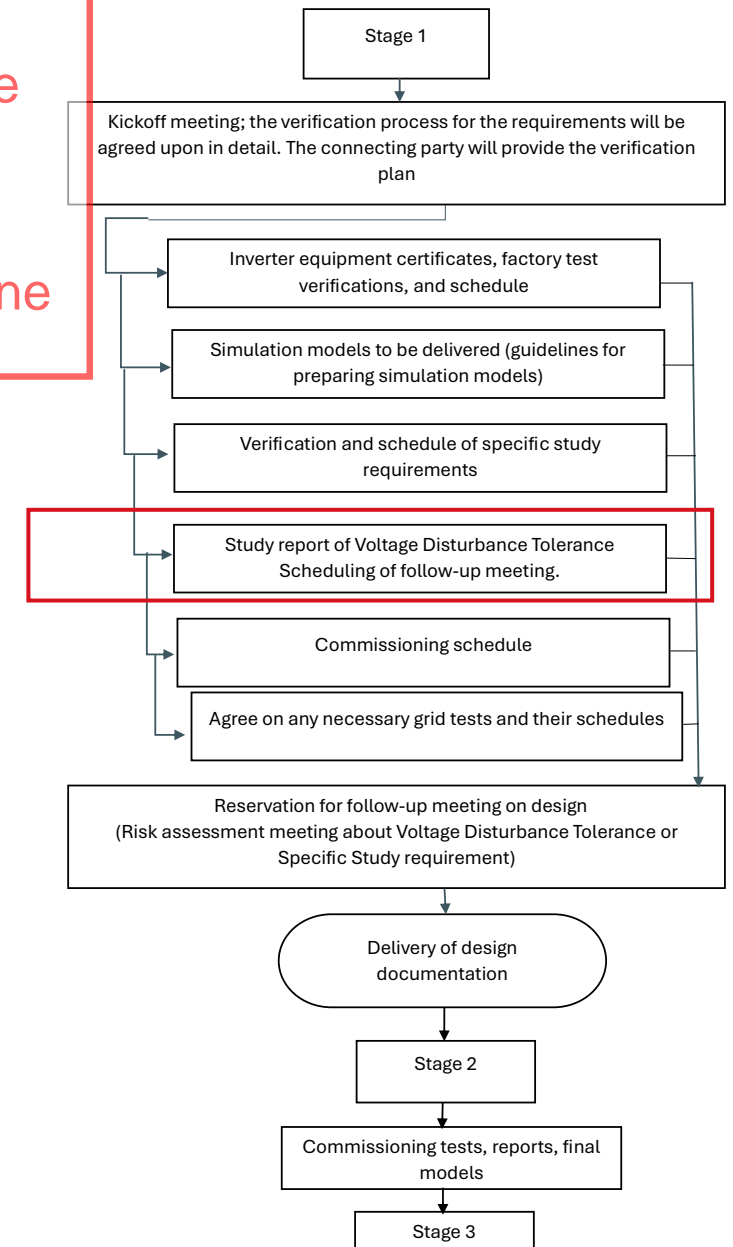 Stage 1
Kickoff meeting; the verification process for the requirements will be
agreed upon in detail. The connecting party will provide the verification
plan
Inverter equipment certificates, factory test
verifications, and schedule
Simulation models to be delivered (guidelines for
preparing simulation models)
Verification and schedule of specific study
requirements
Study report of Voltage Disturbance Tolerance
Scheduling of follow-up meeting.
Commissioning schedule
Agree on any necessary grid tests and their schedules
Reservation for follow-up meeting on design
(Risk assessment meeting about Voltage Disturbance Tolerance or
Specific Study requirement)
Delivery of design
documentation
Stage 2
Commissioning tests, reports, final
models
Stage 3